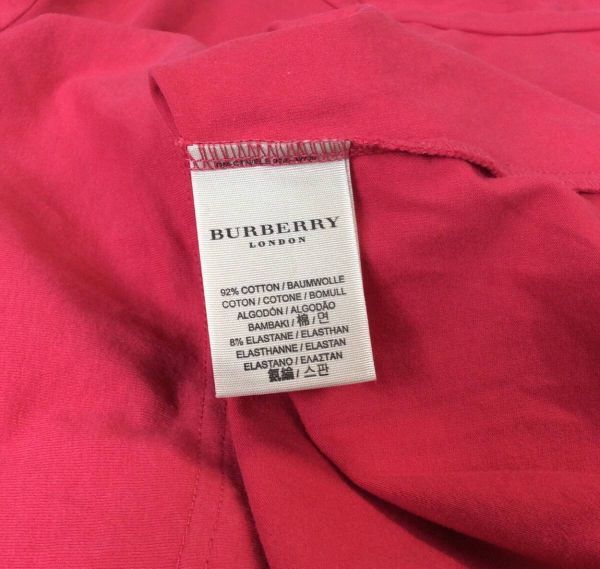 BURBERRY
LONDON
92% COTTON / BAUMWOLLE
COTON / COTONE / BOMULL
ALGODÓN / ALGODÃO
BAMBAKI / 棉 / 면
8% ELASTANE / ELASTHAN
ELASTHANNE / ELASTAN
ELASTANO / ΕΛΑΣΤΑΝ
氨綸 / 스판